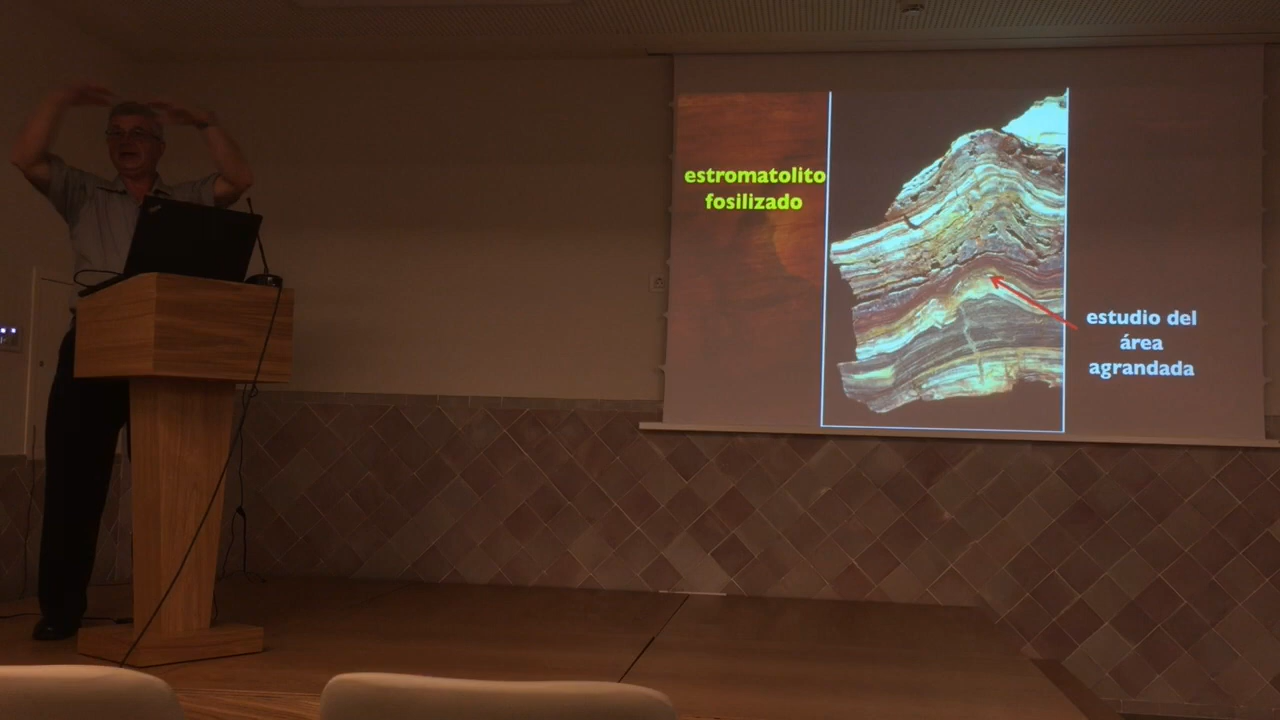 estromatolito
fosilizado
estudio del
área
agrandada